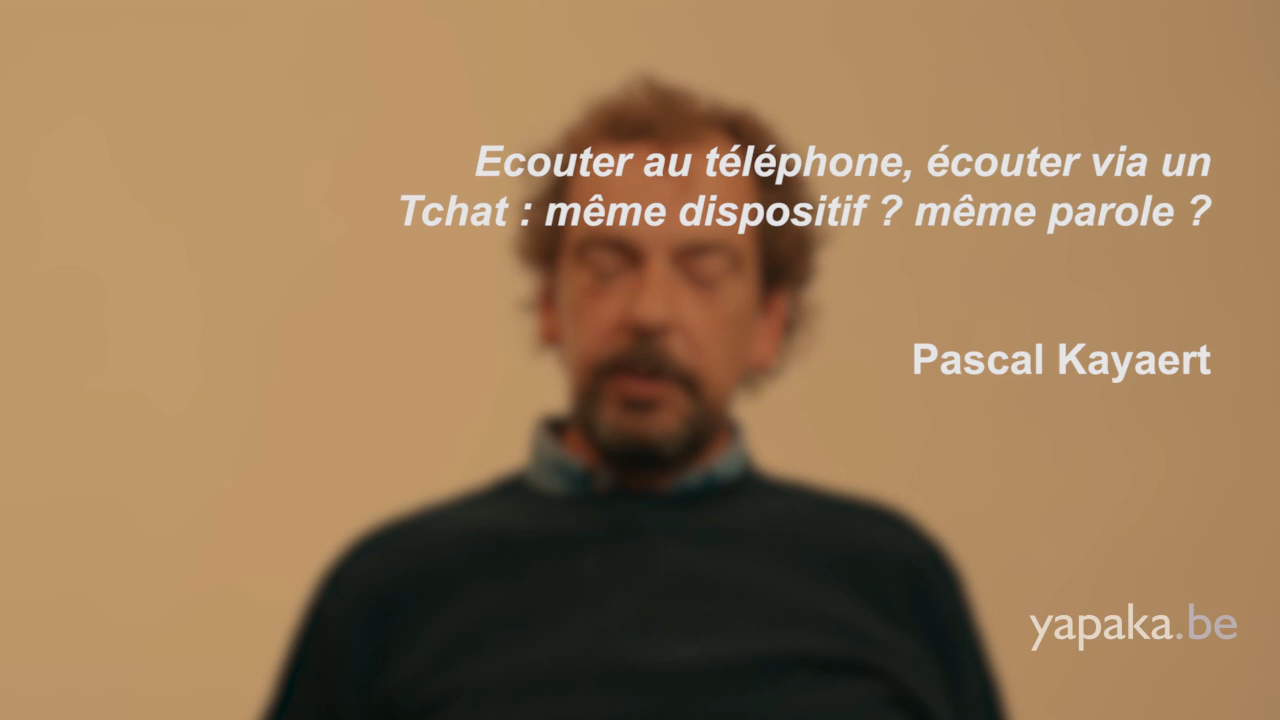 Ecouter au téléphone, écouter via un
Tchat : même dispositif ? même parole ?
Pascal Kayaert
yapaka.be